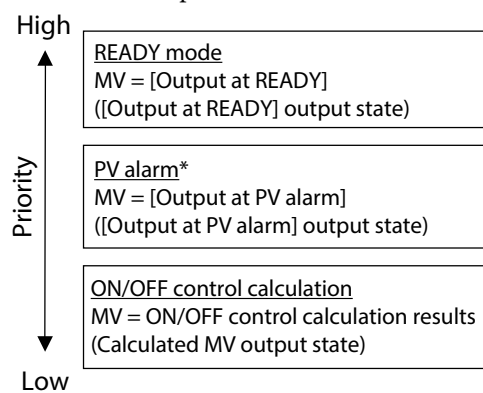 High
READY mode
MV = [Output at READY]
([Output at READY] output state)
PV alarm*
MV = [Output at PV alarm]
([Output at PV alarm] output state)
Priority
ON/OFF control calculation
MV = ON/OFF control calculation results
(Calculated MV output state)
Low